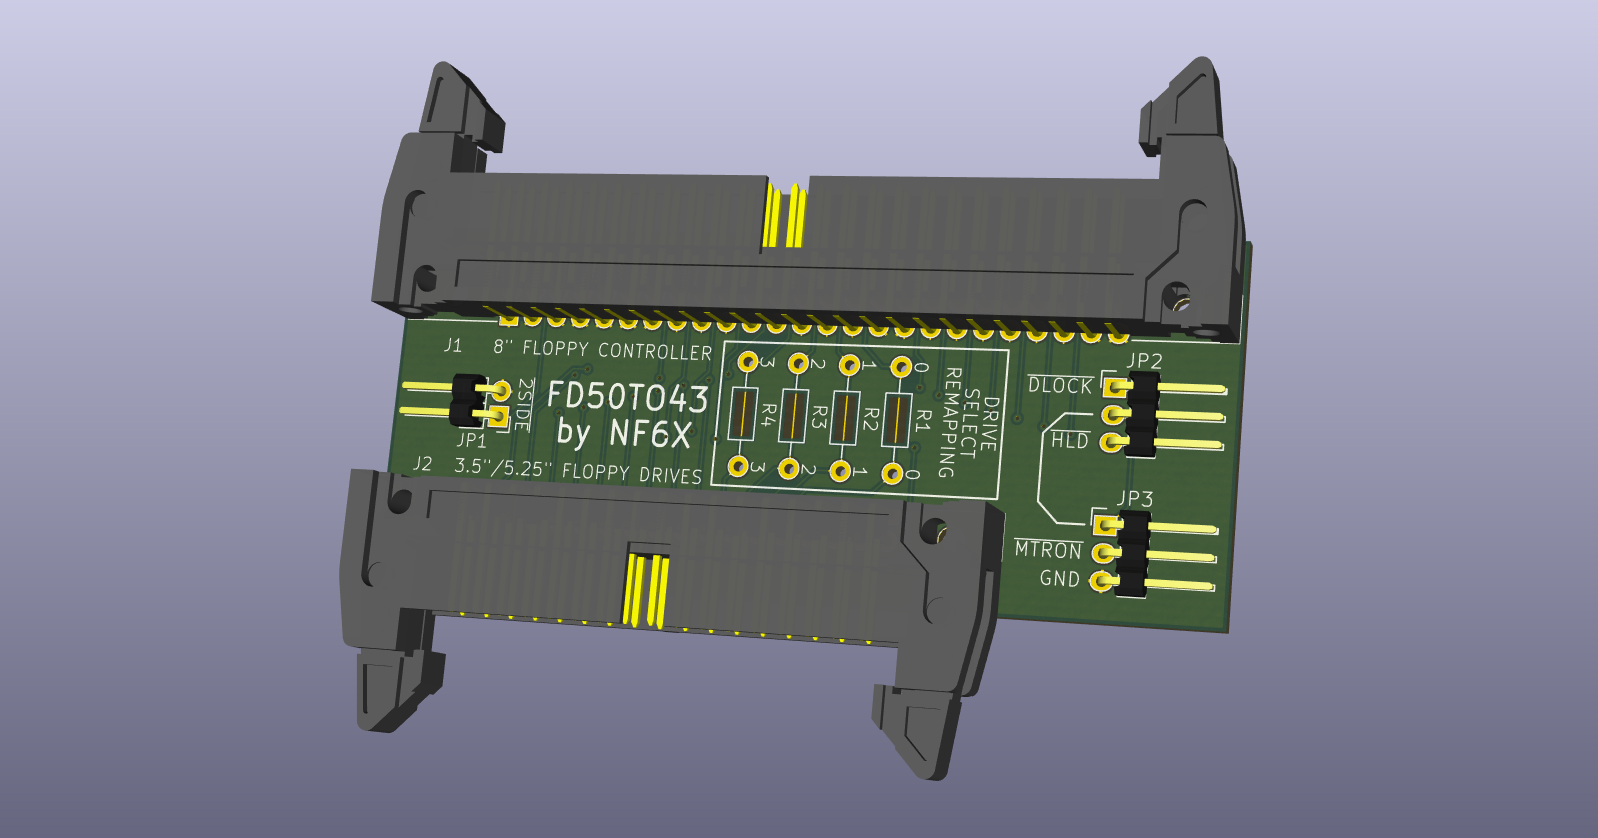 J1 8" FLOPPY CONTROLLER
2SIDE
JP1
FD50TO43
by NF6X
J2 3.5"/5.25" FLOPPY DRIVES
3 2 1 0
R4 R3 R2 R1
3 2 1 0
DRIVE
SELECT
REMAPPING
JP2
DLOCK
HLD
JP3
MTRON
GND